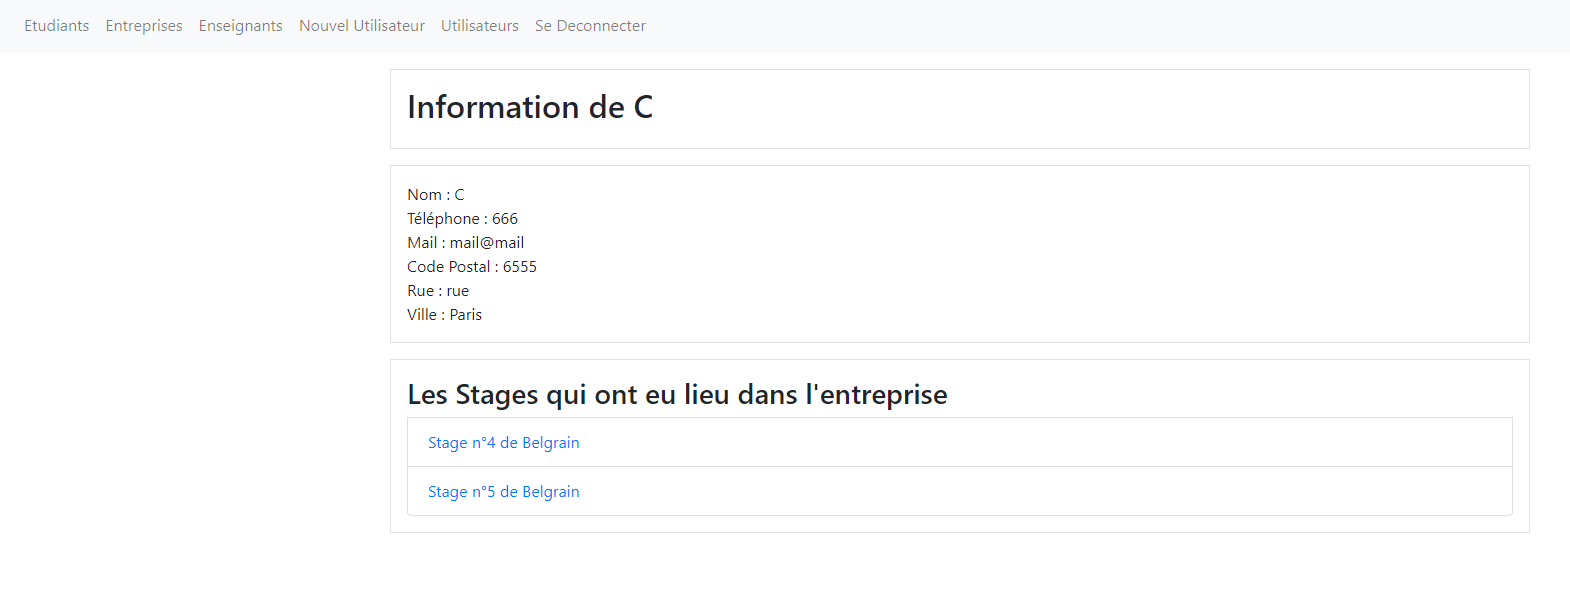 Etudiants Entreprises Enseignants Nouvel Utilisateur Utilisateurs Se Deconnecter
Information de C
Nom : C
Téléphone : 666
Mail : mail@mail
Code Postal : 6555
Rue : rue
Ville : Paris
Les Stages qui ont eu lieu dans l'entreprise
Stage n°4 de Belgrain
Stage n°5 de Belgrain